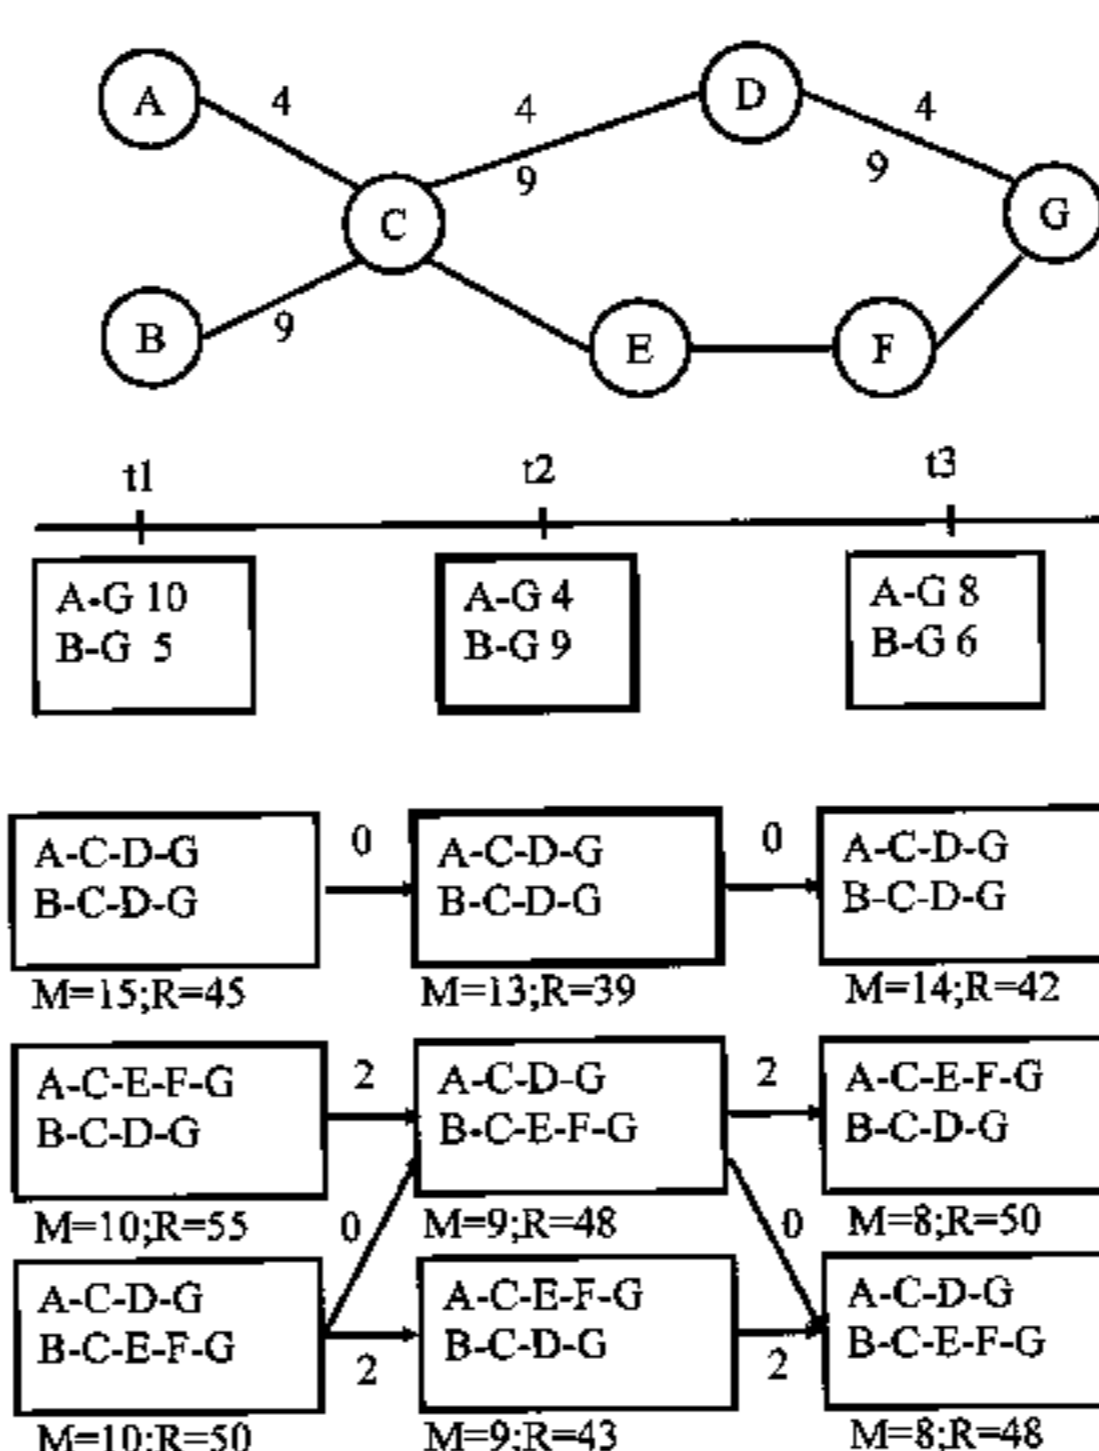 A
4
4
D
4
9
9
C
G
B
9
E
F
t1
t2
t3
A-G 10
B-G 5
A-G 4
B-G 9
A-G 8
B-G 6
A-C-D-G
B-C-D-G
0
A-C-D-G
B-C-D-G
0
A-C-D-G
B-C-D-G
M=15;R=45
M=13;R=39
M=14;R=42
A-C-E-F-G
B-C-D-G
2
A-C-D-G
B-C-E-F-G
2
A-C-E-F-G
B-C-D-G
M=10;R=55
0
M=9;R=48
0
M=8;R=50
A-C-D-G
B-C-E-F-G
2
A-C-E-F-G
B-C-D-G
2
A-C-D-G
B-C-E-F-G
M=10;R=50
M=9;R=43
M=8;R=48